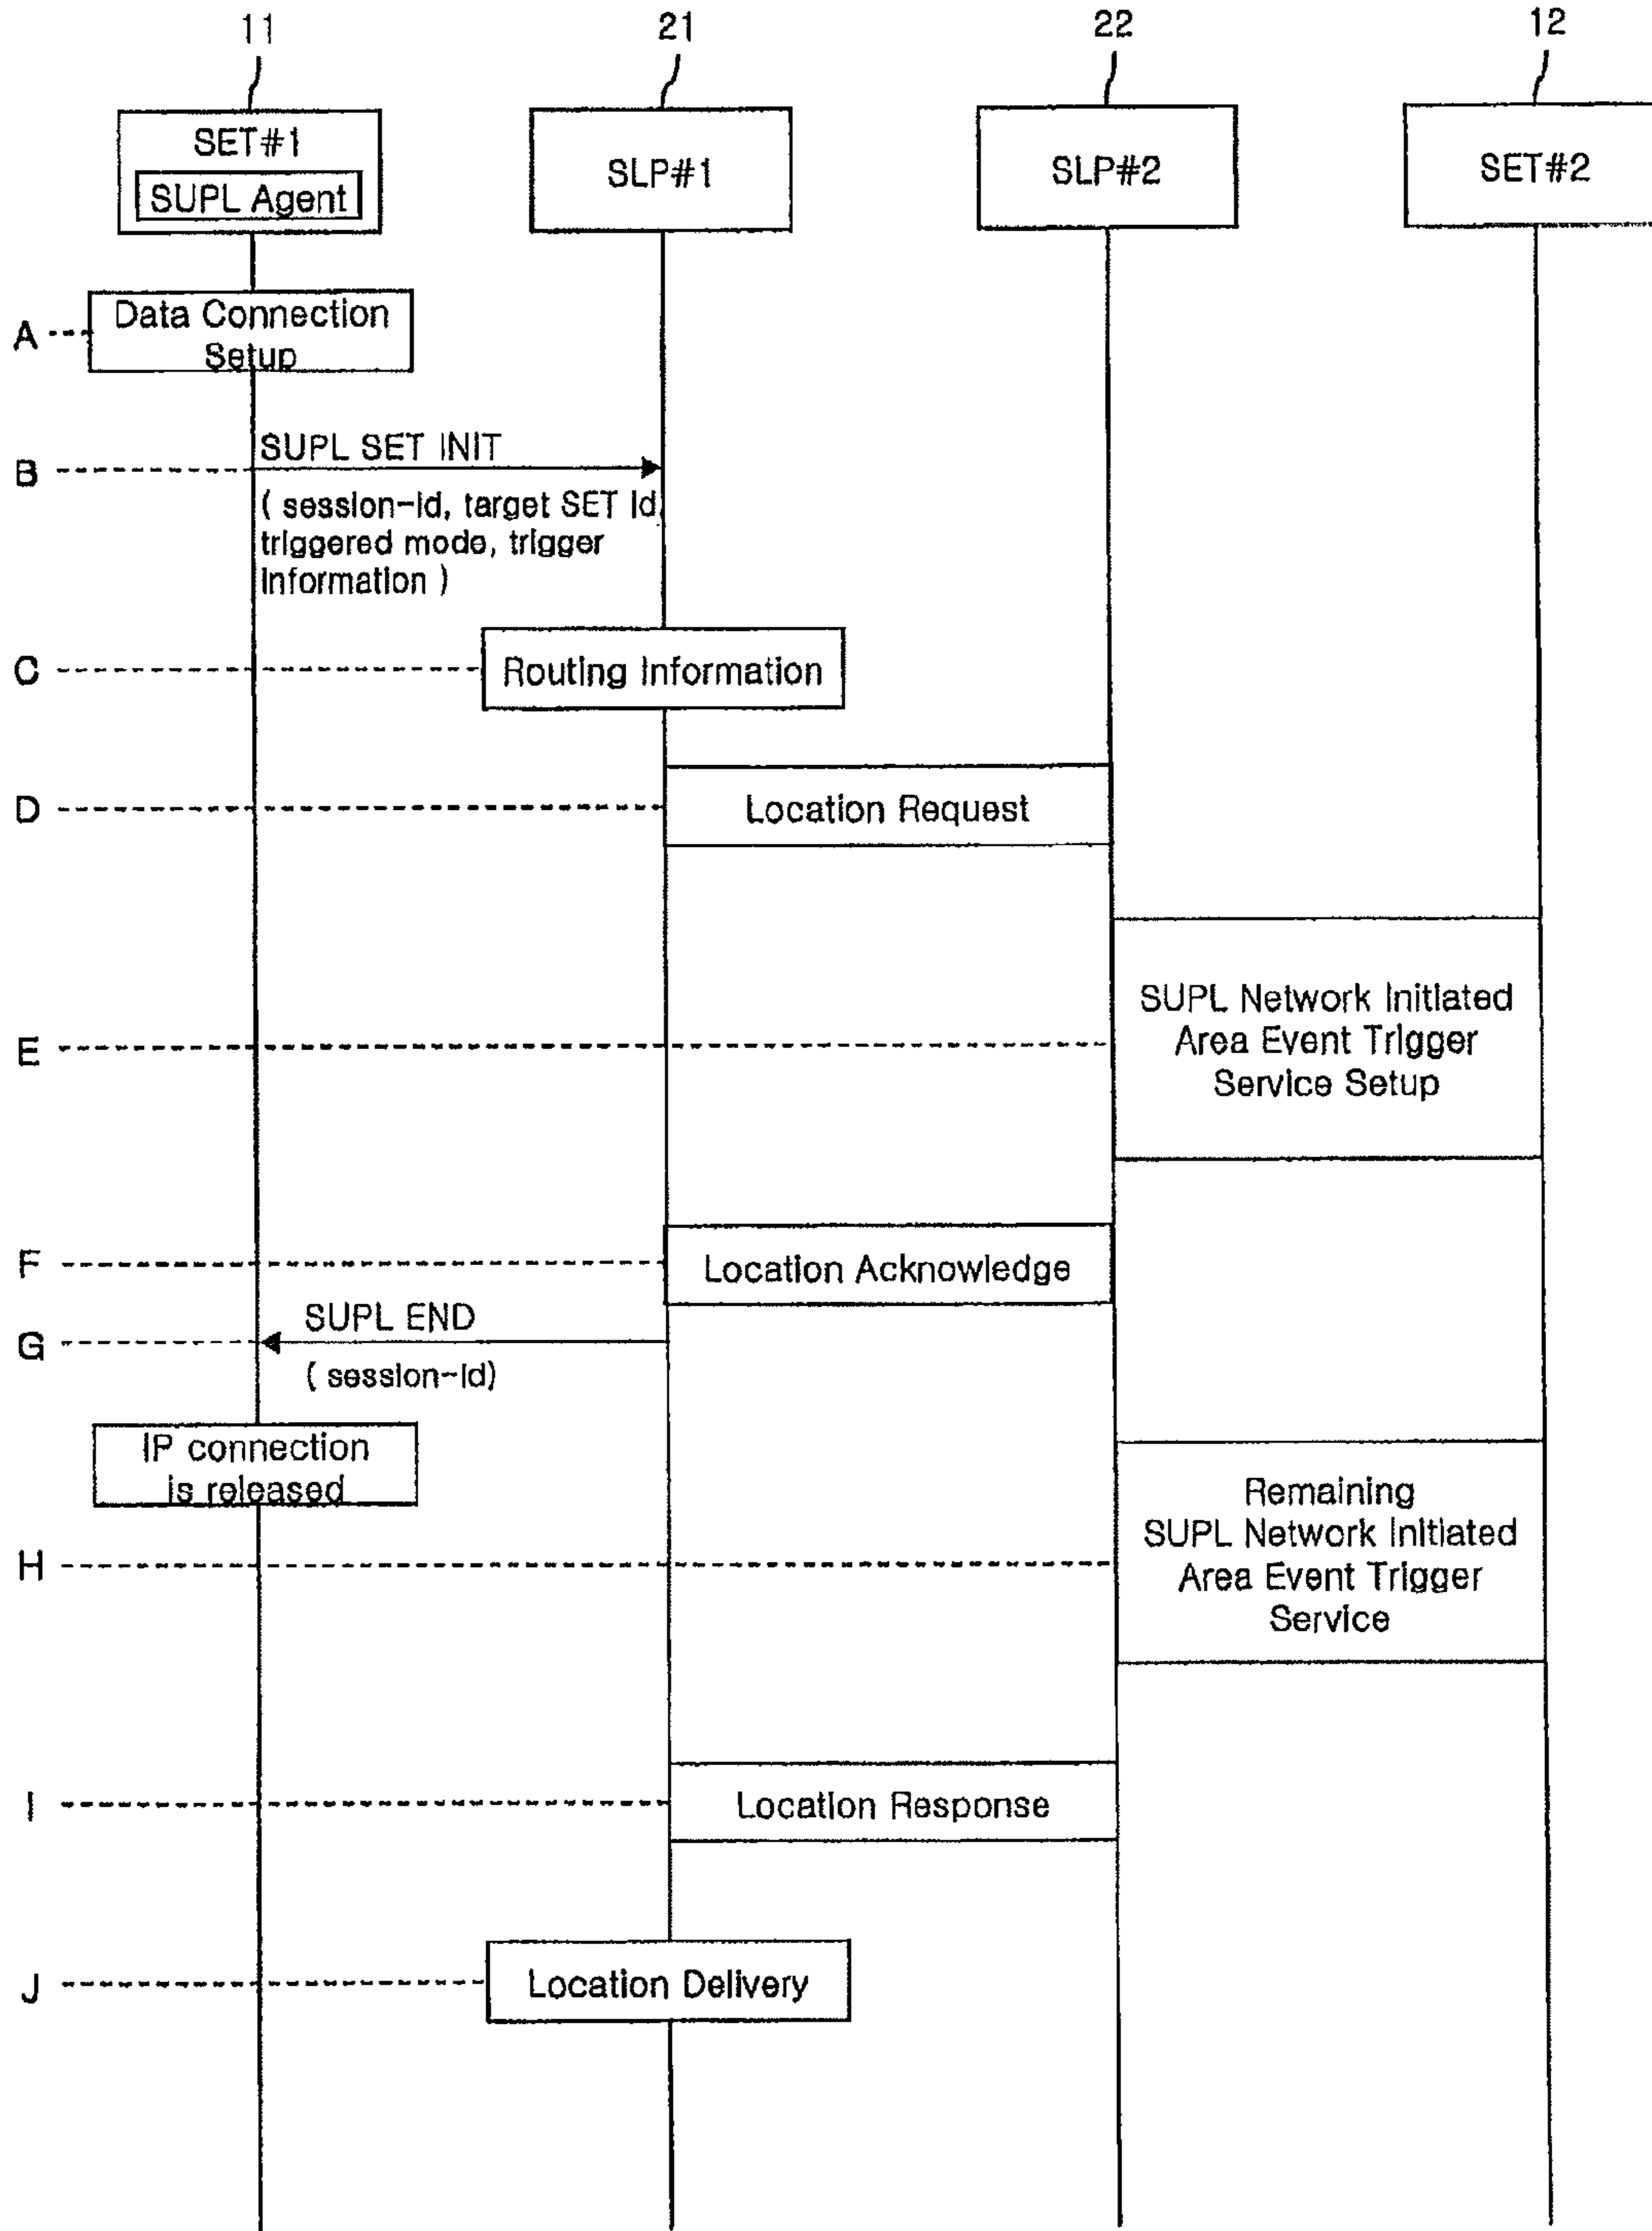 11
21
22
12
SET#1
SUPL Agent
SLP#1
SLP#2
SET#2
A
Data Connection
Setup
B
SUPL SET INIT
( session-id, target SET id,
triggered mode, trigger
information )
C
Routing Information
D
Location Request
E
SUPL Network Initiated
Area Event Trigger
Service Setup
F
Location Acknowledge
G
SUPL END
( session-id)
IP connection
is released
H
Remaining
SUPL Network Initiated
Area Event Trigger
Service
I
Location Response
J
Location Delivery